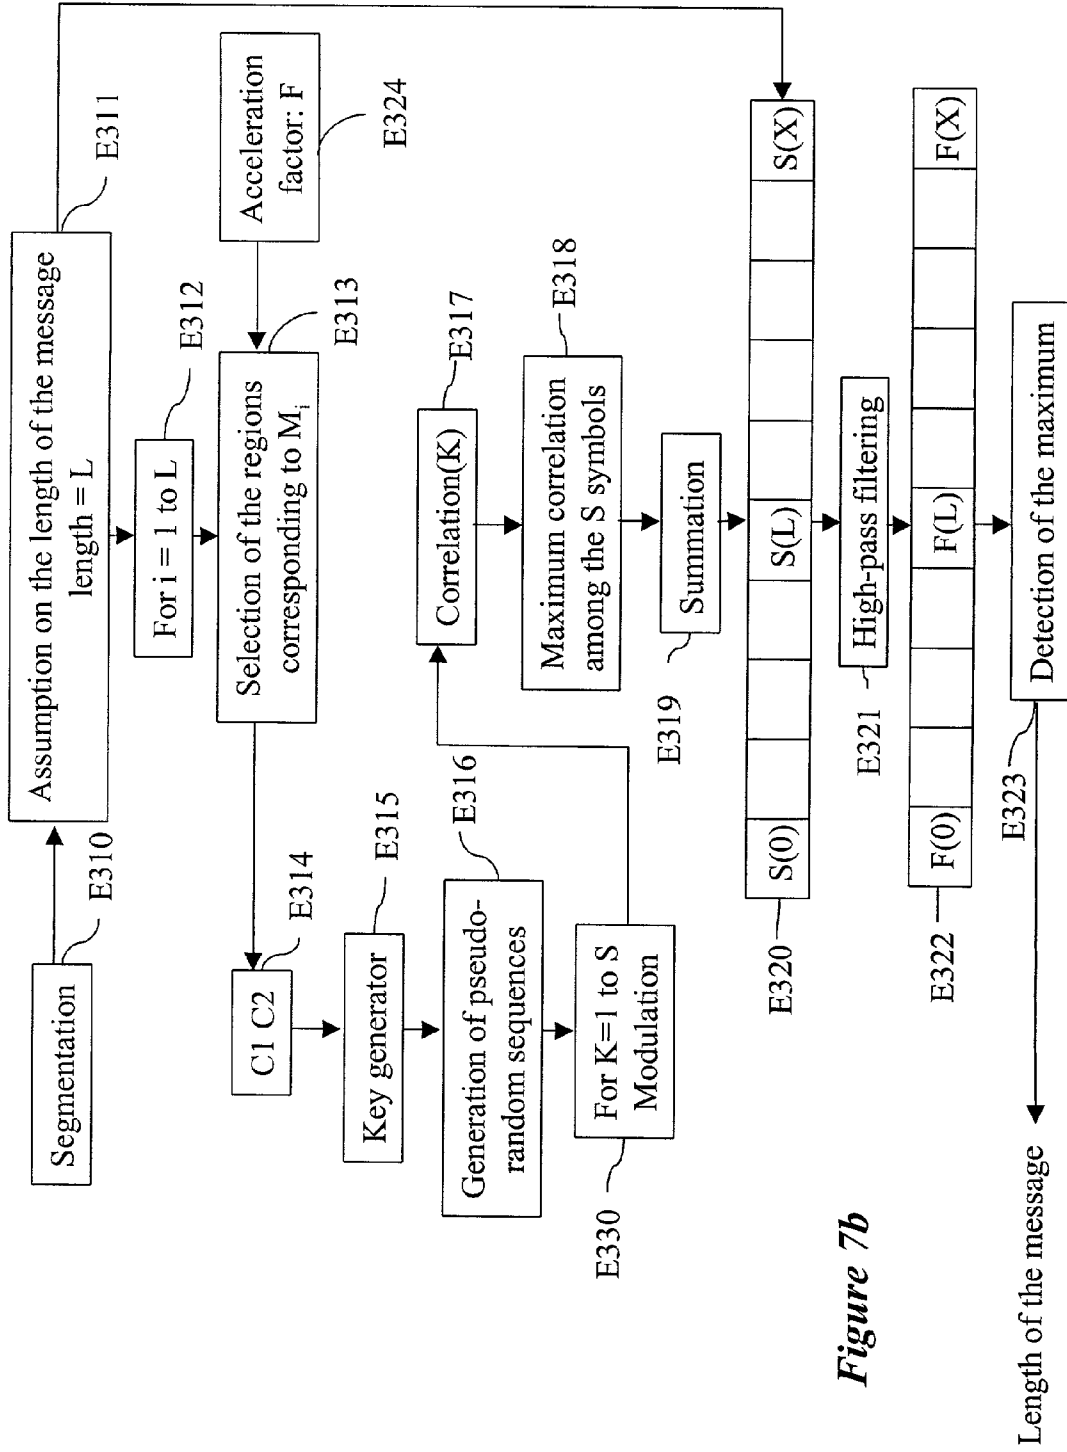 Segmentation
E310
Assumption on the length of the message
length = L
E311
For i = 1 to L
E312
Acceleration
factor: F
E324
Selection of the regions
corresponding to Mi
E313
C1 C2
E314
Key generator
E315
Generation of pseudo-
random sequences
E316
For K=1 to S
Modulation
E330
Correlation(K)
E317
Maximum correlation
among the S symbols
E318
Summation
E319
S(0)
S(L)
S(X)
E320
High-pass filtering
E321
F(0)
F(L)
F(X)
E322
Detection of the maximum
E323
Length of the message
Figure 7b